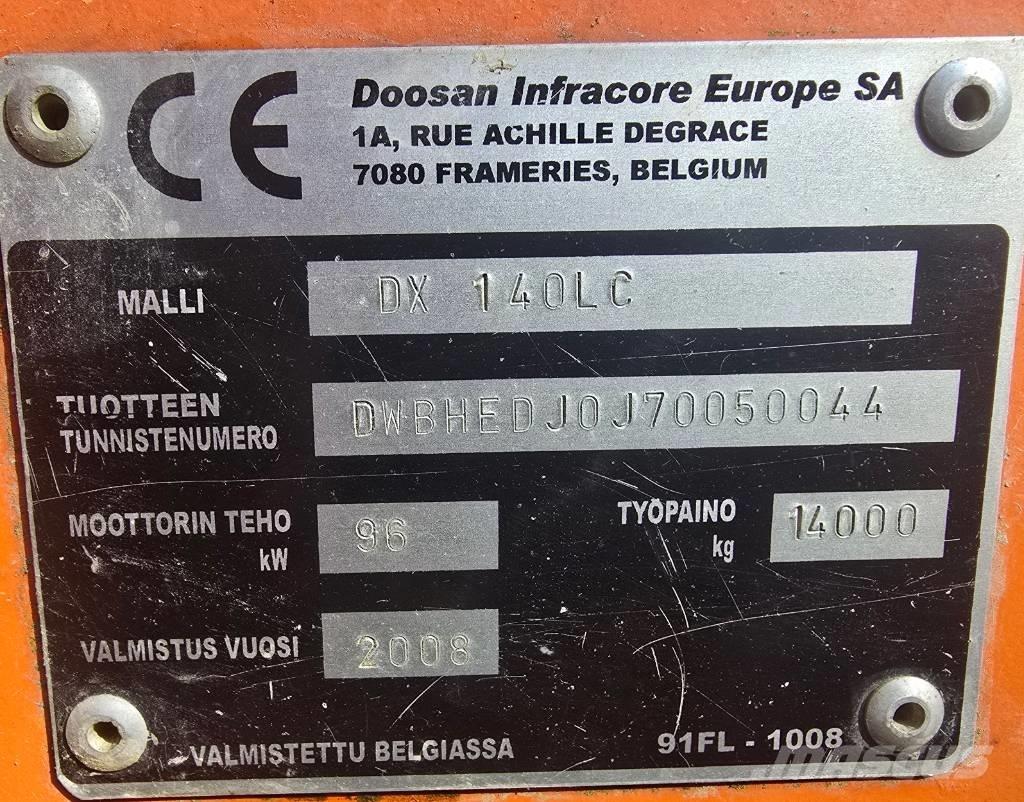 CE
Doosan Infracore Europe SA
1A, RUE ACHILLE DEGRACE
7080 FRAMERIES, BELGIUM
MALLI DX 140LC
TUOTTEEN
TUNNISTENUMERO DWBHEDJ0J70050044
MOOTTORIN TEHO
kW 96
TYÖPAINO
kg 14000
VALMISTUS VUOSI 2008
VALMISTETTU BELGIASSA 91FL - 1008
MASCUS